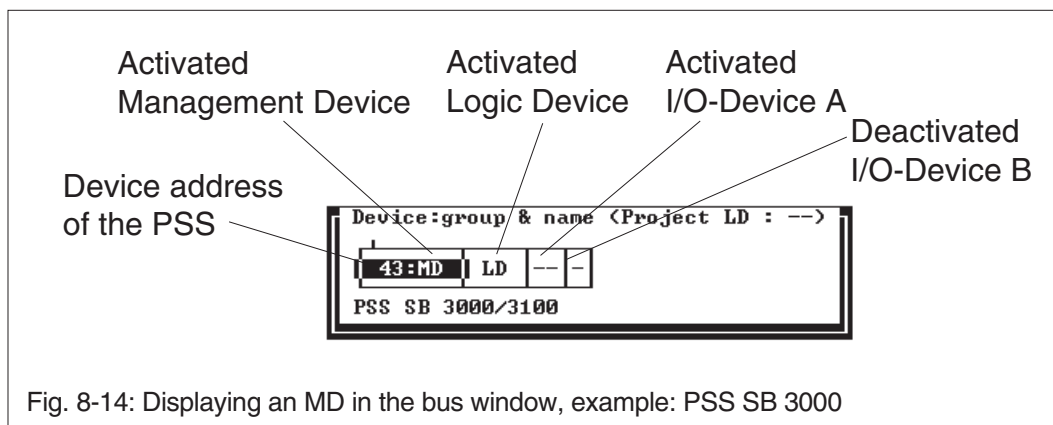 Activated
Management Device
Activated
Logic Device
Activated
I/O-Device A
Deactivated
I/O-Device B
Device address
of the PSS
Device:group & name (Project LD : --)
43:MD LD -- -
PSS SB 3000/3100
Fig. 8-14: Displaying an MD in the bus window, example: PSS SB 3000